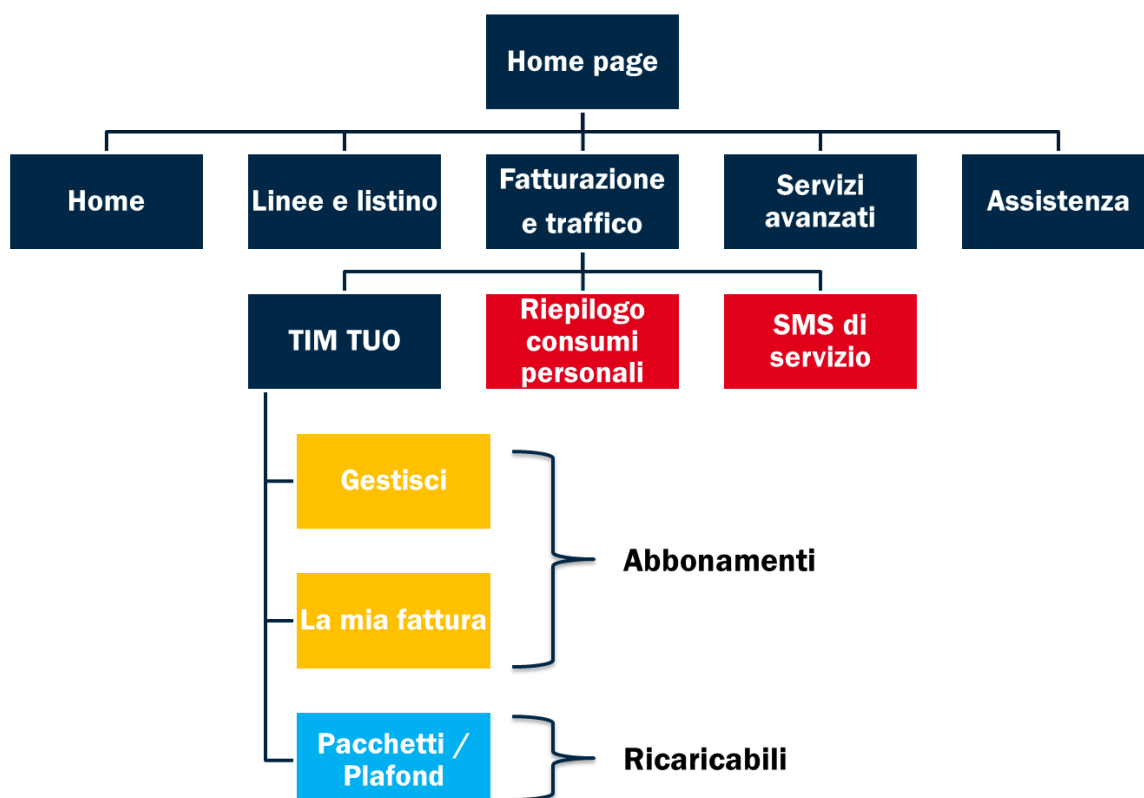 Home page
Home
Linee e listino
Fatturazione
e traffico
Servizi
avanzati
Assistenza
TIM TUO
Riepilogo
consumi
personali
SMS di
servizio
Gestisci
La mia fattura
Abbonamenti
Pacchetti /
Plafond
Ricaricabili